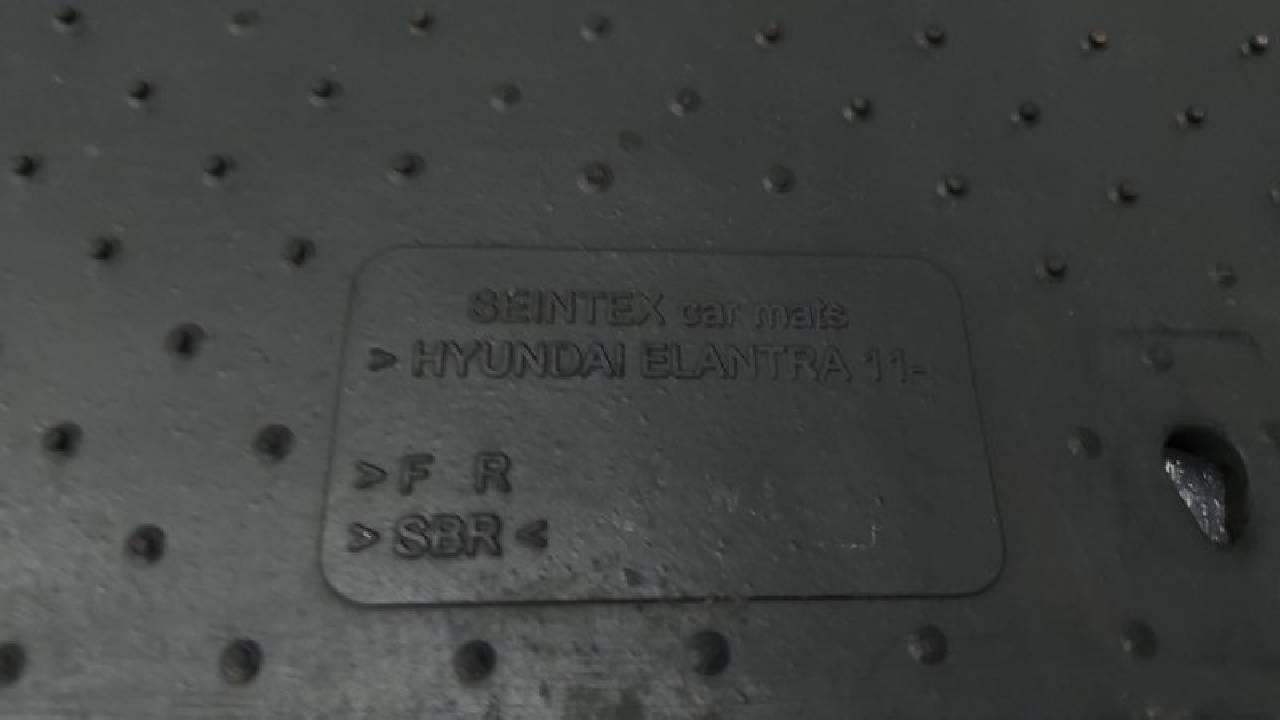 SEINTEX car mats
> HYUNDAI ELANTRA 11-
> F R
> SBR <